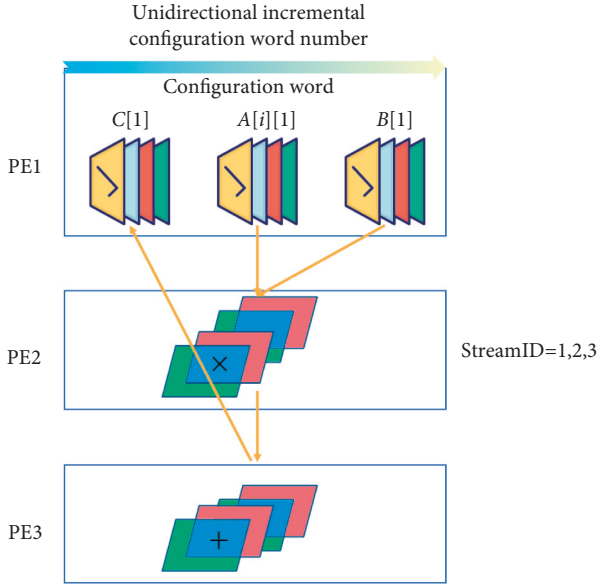 Unidirectional incremental
configuration word number
Configuration word
C[1]
A[i][1]
B[1]
PE1
PE2
×
StreamID=1,2,3
PE3
+